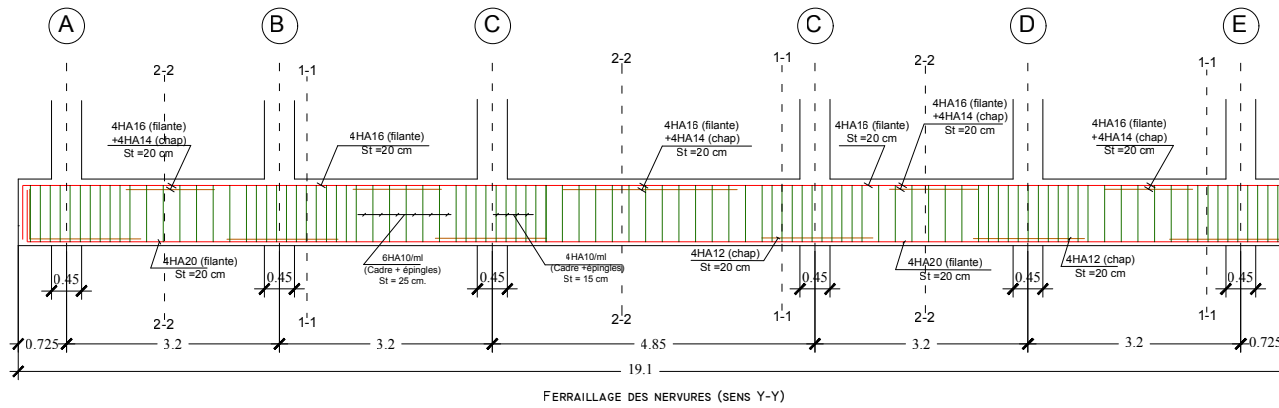 A
B
C
C
D
E
2-2
1-1
2-2
1-1
2-2
1-1
4HA16 (filante)
+4HA14 (chap)
St =20 cm
4HA16 (filante)
St =20 cm
4HA16 (filante)
+4HA14 (chap)
St =20 cm
4HA16 (filante)
St =20 cm
4HA16 (filante)
+4HA14 (chap)
St =20 cm
4HA16 (filante)
+4HA14 (chap)
St =20 cm
4HA20 (filante)
St =20 cm
6HA10/ml
(Cadre + épingles)
St = 25 cm.
4HA10/ml
(Cadre +épingles)
St = 15 cm
4HA12 (chap)
St =20 cm
4HA20 (filante)
St =20 cm
4HA12 (chap)
St =20 cm
0.45
0.45
0.45
0.45
0.45
0.45
2-2
1-1
2-2
1-1
2-2
1-1
0.725
3.2
3.2
4.85
3.2
3.2
0.725
19.1
FERRAILLAGE DES NERVURES (SENS Y-Y)